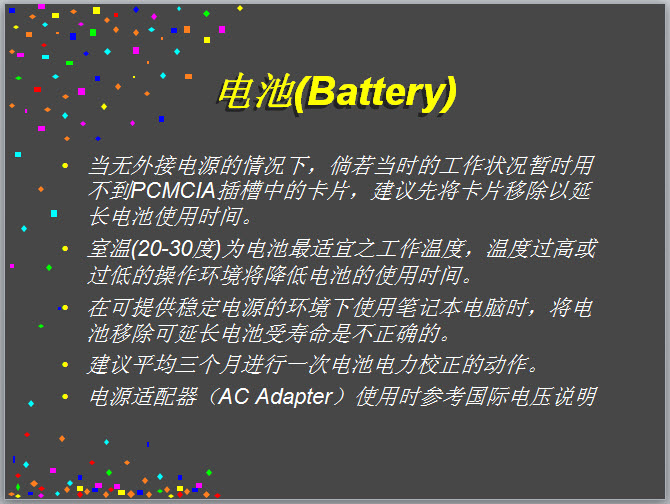 电池(Battery)
当无外接电源的情况下，倘若当时的工作状况暂时用
不到PCMCIA插槽中的卡片，建议先将卡片移除以延
长电池使用时间。
室温(20-30度)为电池最适宜之工作温度，温度过高或
过低的操作环境将降低电池的使用时间。
在可提供稳定电源的环境下使用笔记本电脑时，将电
池移除可延长电池受寿命是不正确的。
建议平均三个月进行一次电池电力校正的动作。
电源适配器（AC Adapter）使用时参考国际电压说明